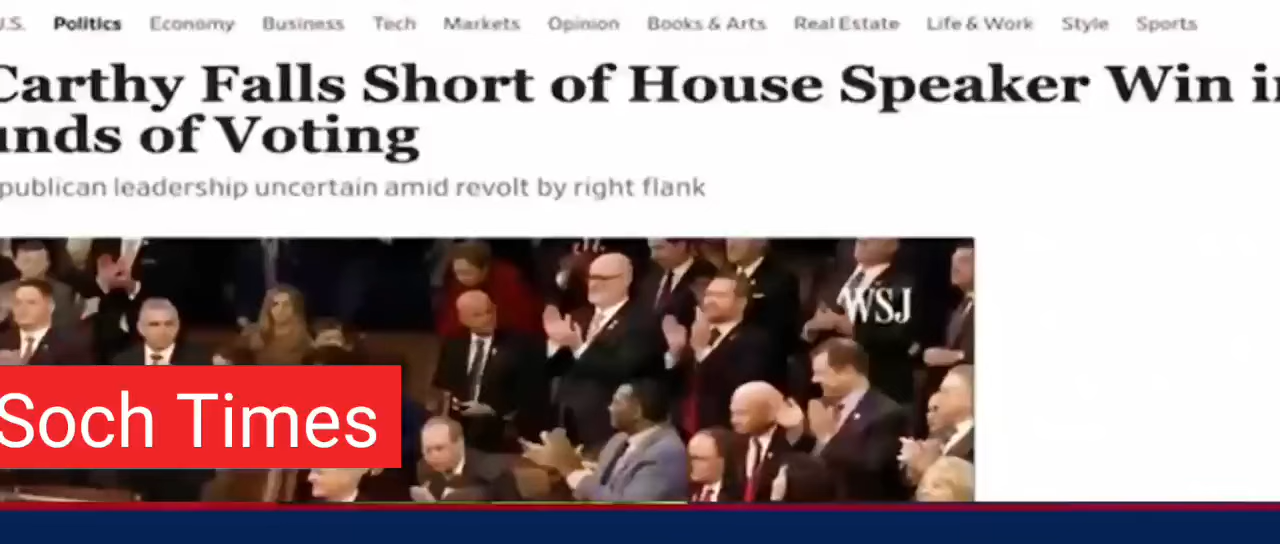 U.S. Politics Economy Business Tech Markets Opinion Books & Arts Real Estate Life & Work Style Sports
Carthy Falls Short of House Speaker Win in
unds of Voting
publican leadership uncertain amid revolt by right flank
WSJ
Soch Times